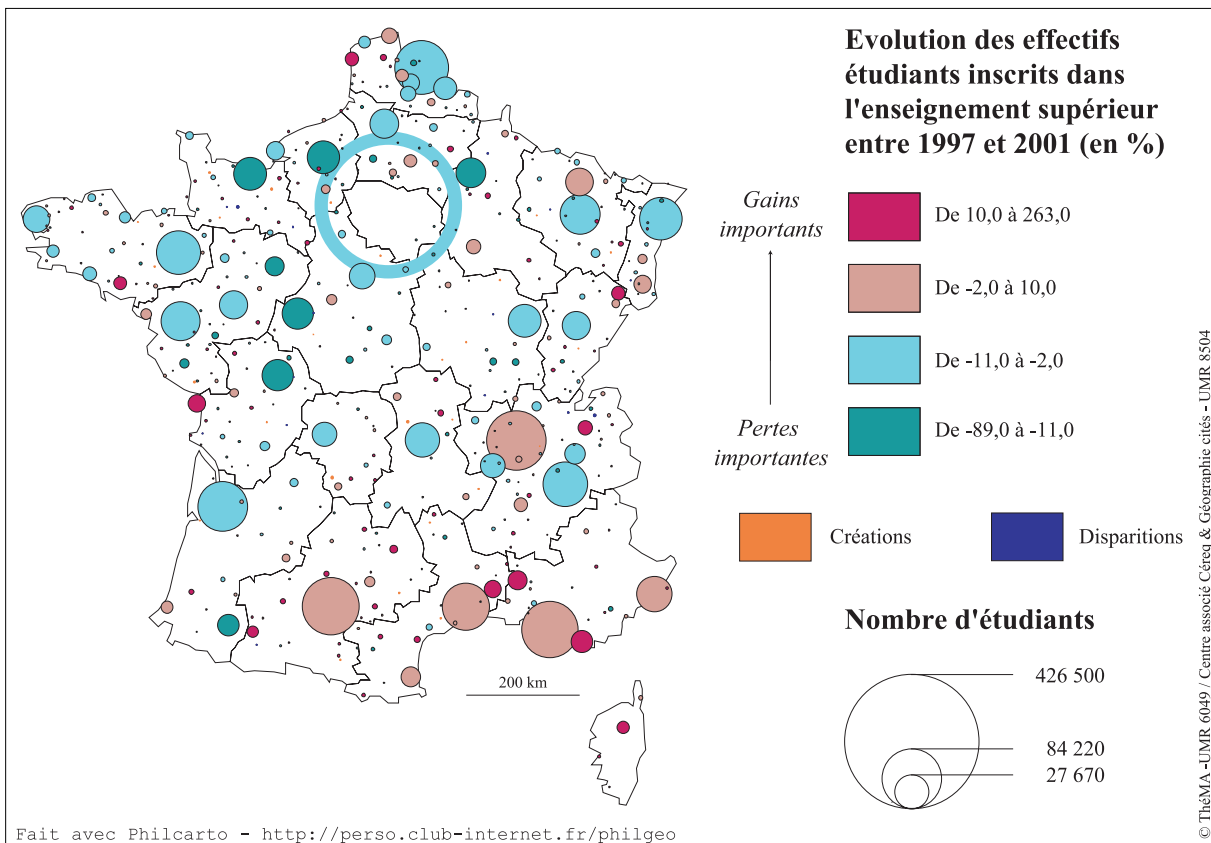 Evolution des effectifs
étudiants inscrits dans
l'enseignement supérieur
entre 1997 et 2001 (en %)
Gains
importants
Pertes
importantes
De 10,0 à 263,0
De -2,0 à 10,0
De -11,0 à -2,0
De -89,0 à -11,0
Créations
Disparitions
Nombre d'étudiants
426 500
84 220
27 670
200 km
Fait avec Philcarto - http://perso.club-internet.fr/philgeo
© ThéMA -UMR 6049 / Centre associé Céreq & Géographie cités - UMR 8504